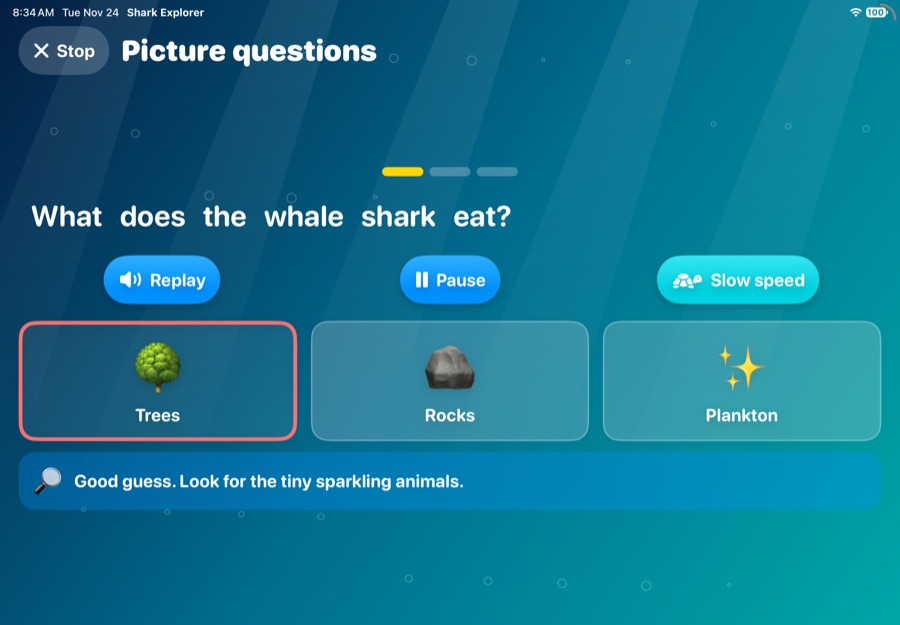 8:34 AM Tue Nov 24 Shark Explorer
100
Stop
Picture questions
What does the whale shark eat?
Replay
Pause
Slow speed
Trees
Rocks
Plankton
Good guess. Look for the tiny sparkling animals.